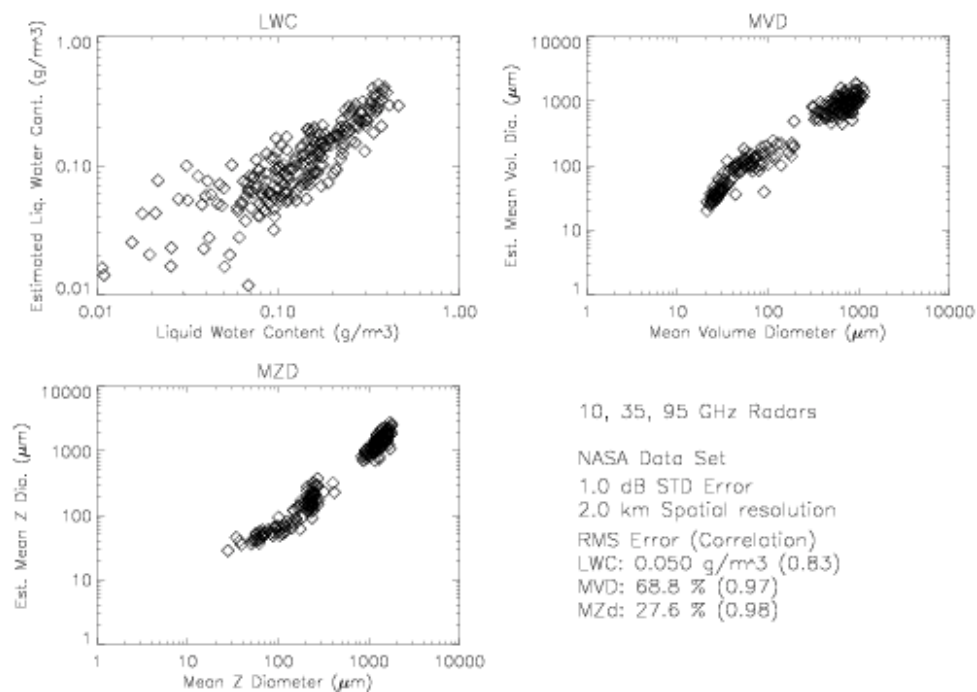 LWC
Estimated Liq. Water Cont. (g/m^3)
1.00
0.10
0.01
0.01 0.10 1.00
Liquid Water Content (g/m^3)
MVD
Est. Mean Vol. Dia. (μm)
10000
1000
100
10
1
1 10 100 1000 10000
Mean Volume Diameter (μm)
MZD
Est. Mean Z Dia. (μm)
10000
1000
100
10
1
1 10 100 1000 10000
Mean Z Diameter (μm)
10, 35, 95 GHz Radars
NASA Data Set
1.0 dB STD Error
2.0 km Spatial resolution
RMS Error (Correlation)
LWC: 0.050 g/m^3 (0.83)
MVD: 68.8 % (0.97)
MZd: 27.6 % (0.98)